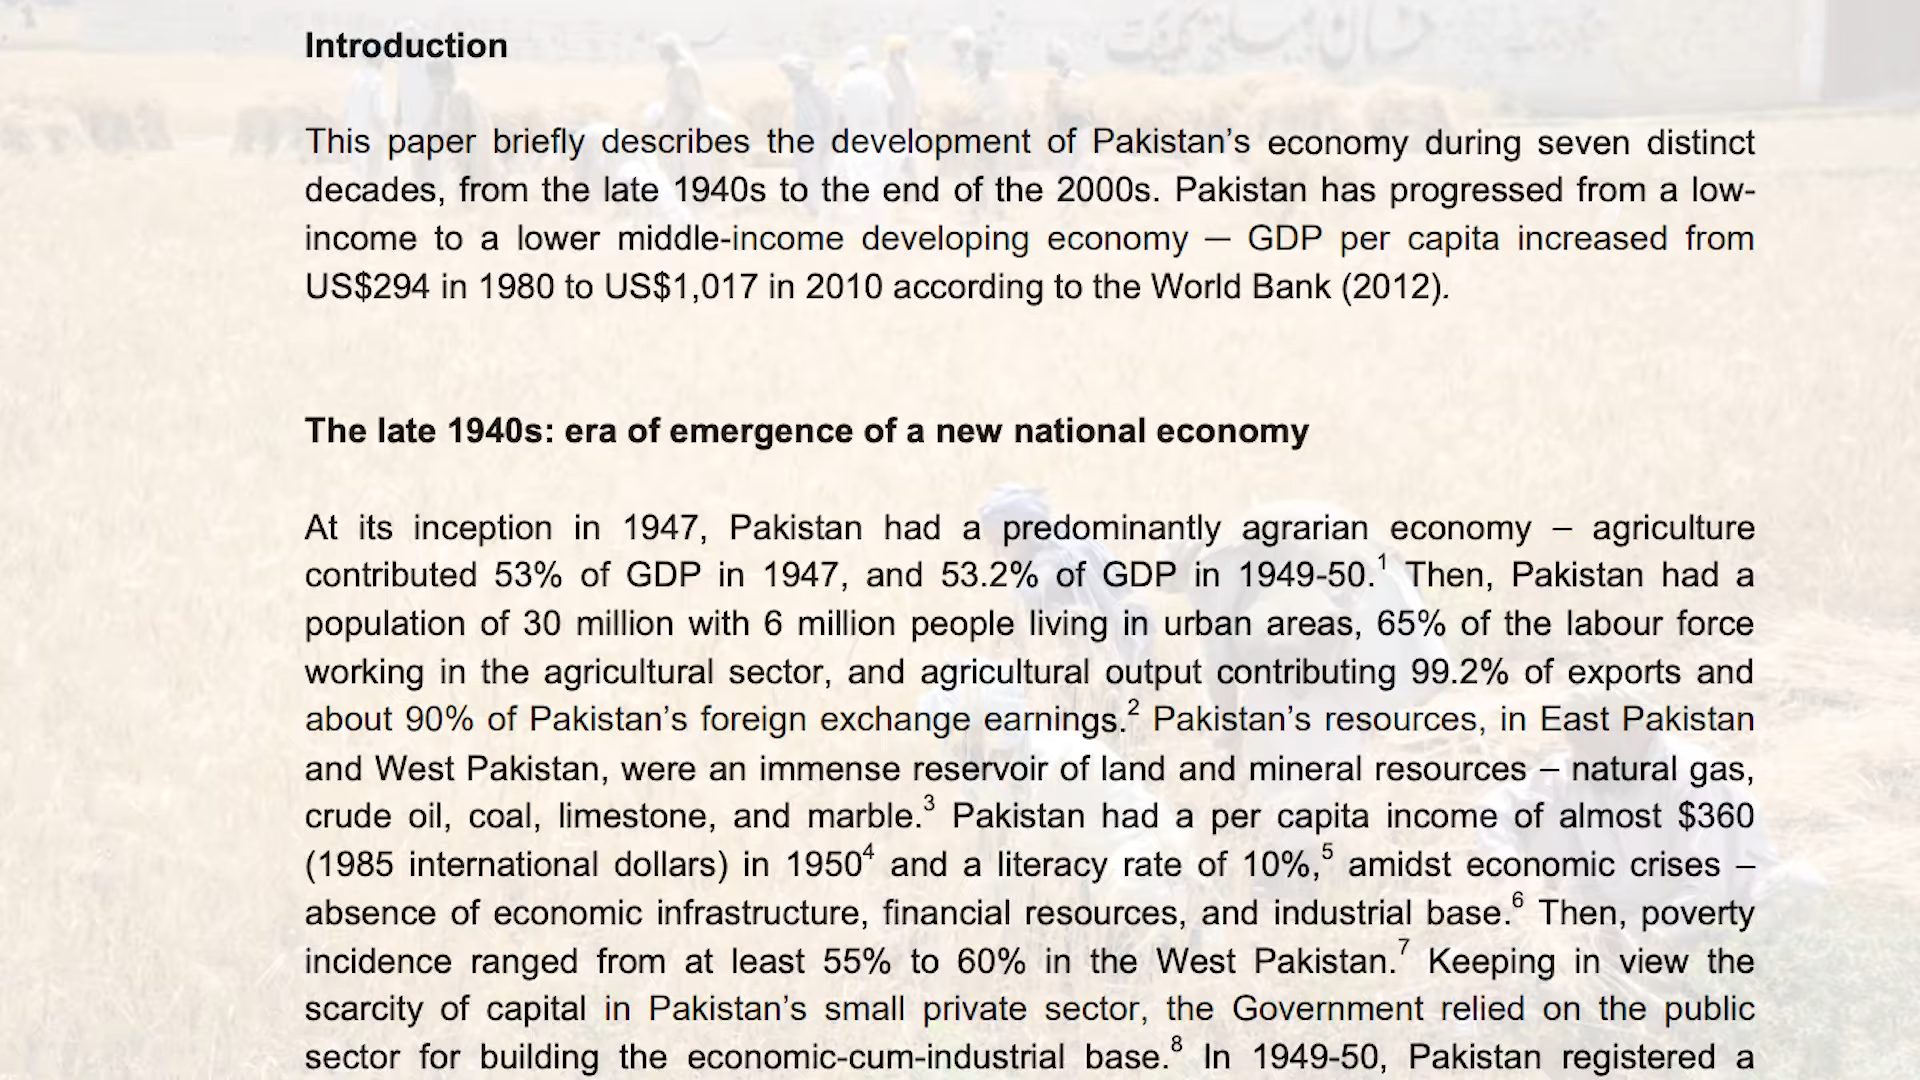 Introduction
This paper briefly describes the development of Pakistan’s economy during seven distinct
decades, from the late 1940s to the end of the 2000s. Pakistan has progressed from a low-
income to a lower middle-income developing economy — GDP per capita increased from
US$294 in 1980 to US$1,017 in 2010 according to the World Bank (2012).
The late 1940s: era of emergence of a new national economy
At its inception in 1947, Pakistan had a predominantly agrarian economy – agriculture
contributed 53% of GDP in 1947, and 53.2% of GDP in 1949-50.¹ Then, Pakistan had a
population of 30 million with 6 million people living in urban areas, 65% of the labour force
working in the agricultural sector, and agricultural output contributing 99.2% of exports and
about 90% of Pakistan’s foreign exchange earnings.² Pakistan’s resources, in East Pakistan
and West Pakistan, were an immense reservoir of land and mineral resources – natural gas,
crude oil, coal, limestone, and marble.³ Pakistan had a per capita income of almost $360
(1985 international dollars) in 1950⁴ and a literacy rate of 10%,⁵ amidst economic crises –
absence of economic infrastructure, financial resources, and industrial base.⁶ Then, poverty
incidence ranged from at least 55% to 60% in the West Pakistan.⁷ Keeping in view the
scarcity of capital in Pakistan’s small private sector, the Government relied on the public
sector for building the economic-cum-industrial base.⁸ In 1949-50, Pakistan registered a